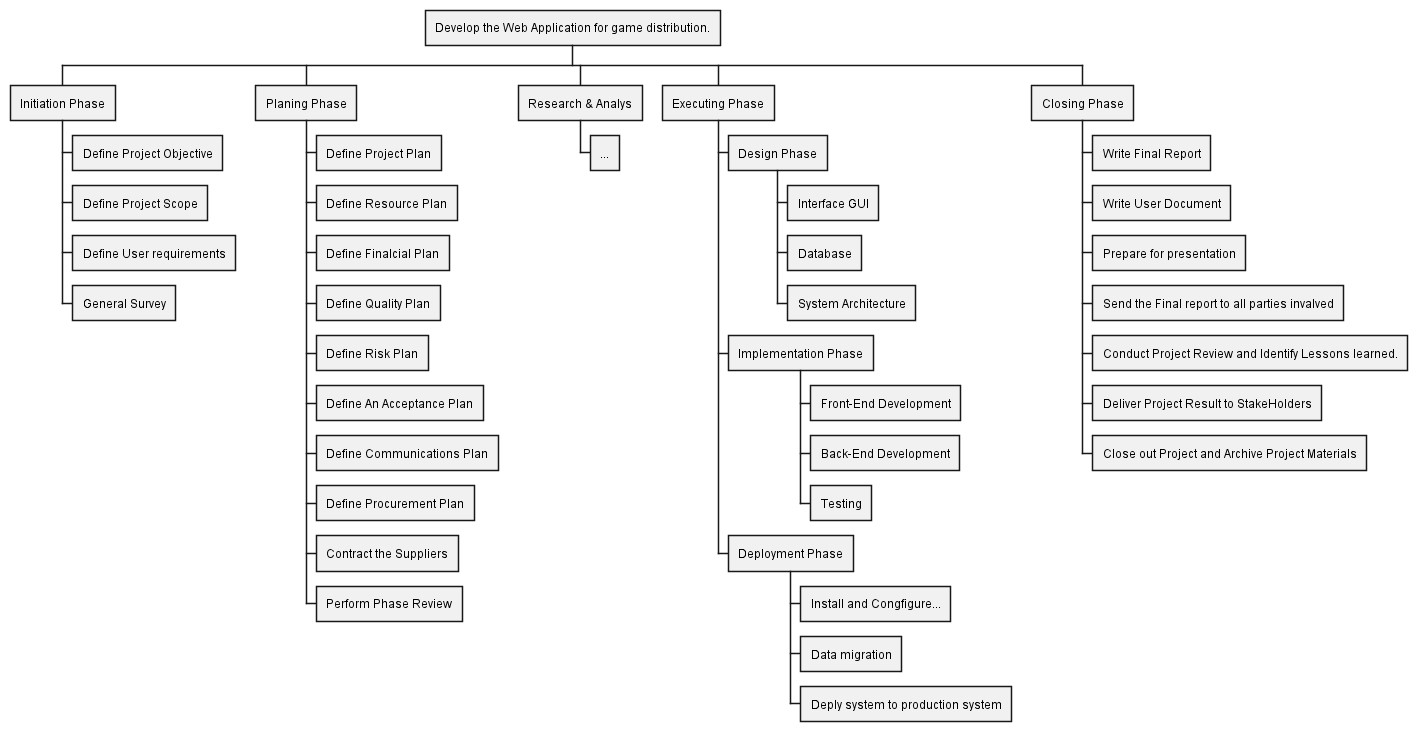 Develop the Web Application for game distribution.
Initiation Phase
Define Project Objective
Define Project Scope
Define User requirements
General Survey
Planing Phase
Define Project Plan
Define Resource Plan
Define Finalcial Plan
Define Quality Plan
Define Risk Plan
Define An Acceptance Plan
Define Communications Plan
Define Procurement Plan
Contract the Suppliers
Perform Phase Review
Research & Analys
...
Executing Phase
Design Phase
Interface GUI
Database
System Architecture
Implementation Phase
Front-End Development
Back-End Development
Testing
Deployment Phase
Install and Congfigure...
Data migration
Deply system to production system
Closing Phase
Write Final Report
Write User Document
Prepare for presentation
Send the Final report to all parties invalved
Conduct Project Review and Identify Lessons learned.
Deliver Project Result to StakeHolders
Close out Project and Archive Project Materials